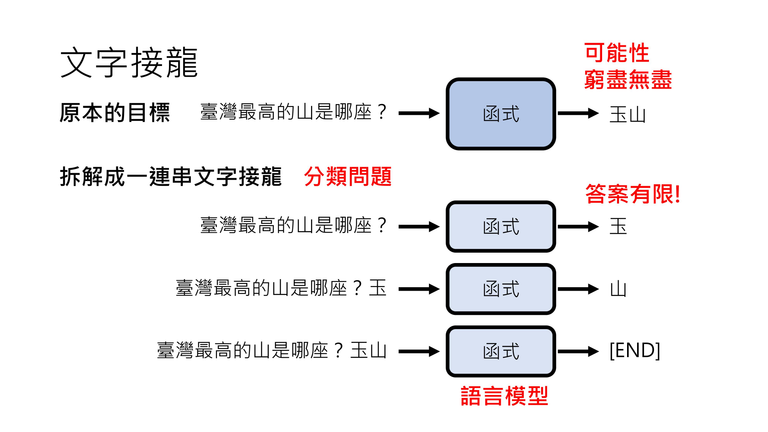 文字接龍
可能性
窮盡無盡
原本的目標 臺灣最高的山是哪座？ 函式 玉山
拆解成一連串文字接龍 分類問題
答案有限!
臺灣最高的山是哪座？ 函式 玉
臺灣最高的山是哪座？玉 函式 山
臺灣最高的山是哪座？玉山 函式 [END]
語言模型